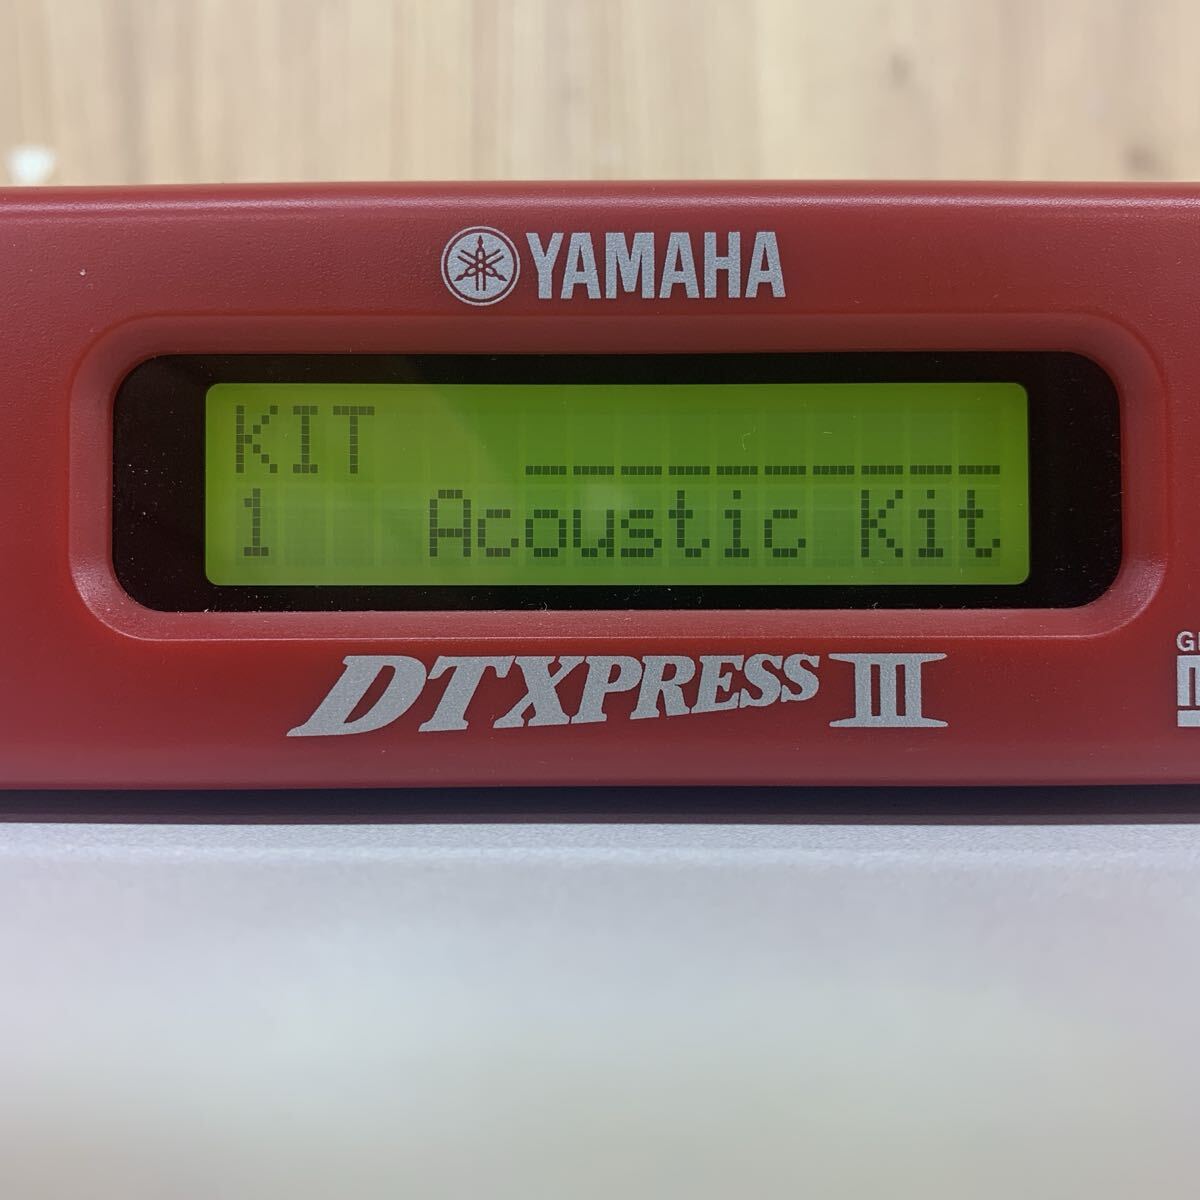 YAMAHA
KIT
1 Acoustic Kit
DTXPRESS III